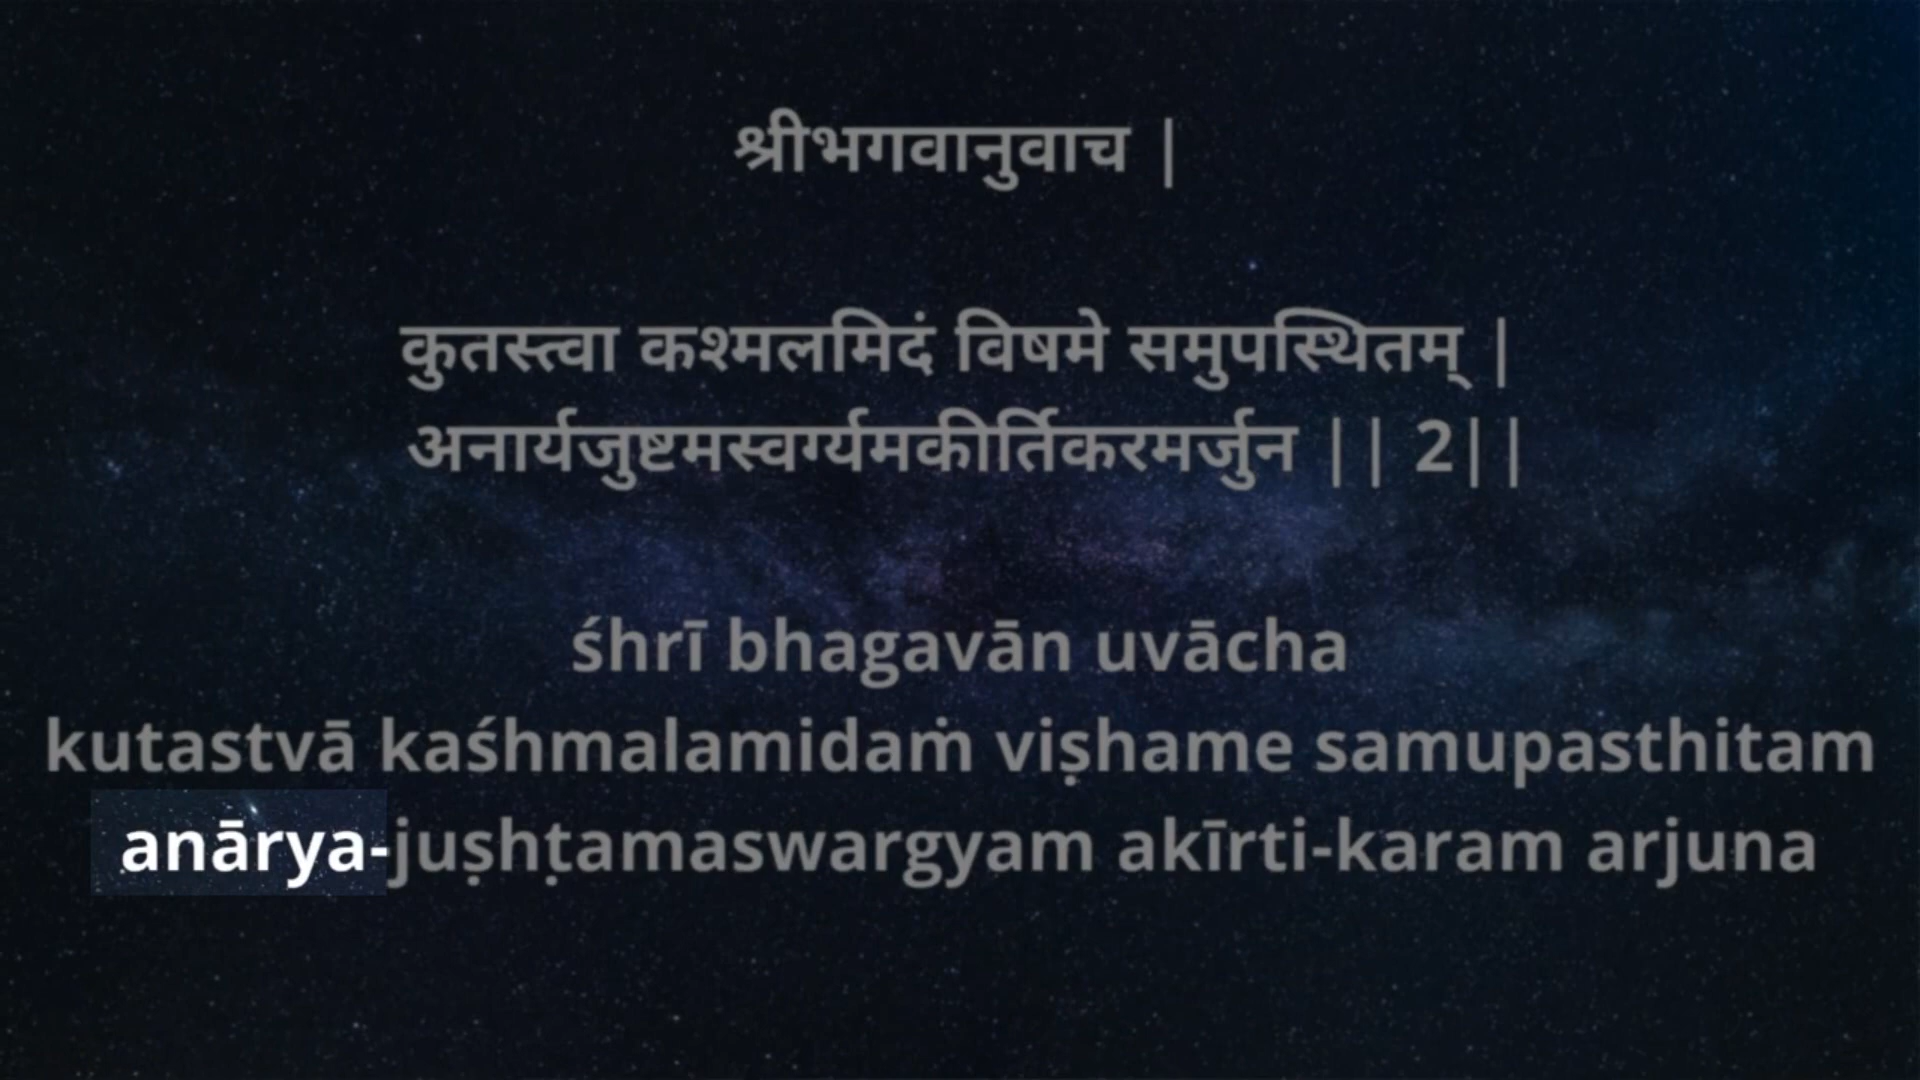 श्रीभगवानुवाच |
कुतस्त्वा कश्मलमिदं विषमे समुपस्थितम् |
अनार्यजुष्टमस्वर्ग्यमकीर्तिकरमर्जुन || 2||
śhrī bhagavān uvācha
kutastvā kaśhmalamidaṁ viṣhame samupasthitam
anārya-juṣhṭamaswargyam akīrti-karam arjuna